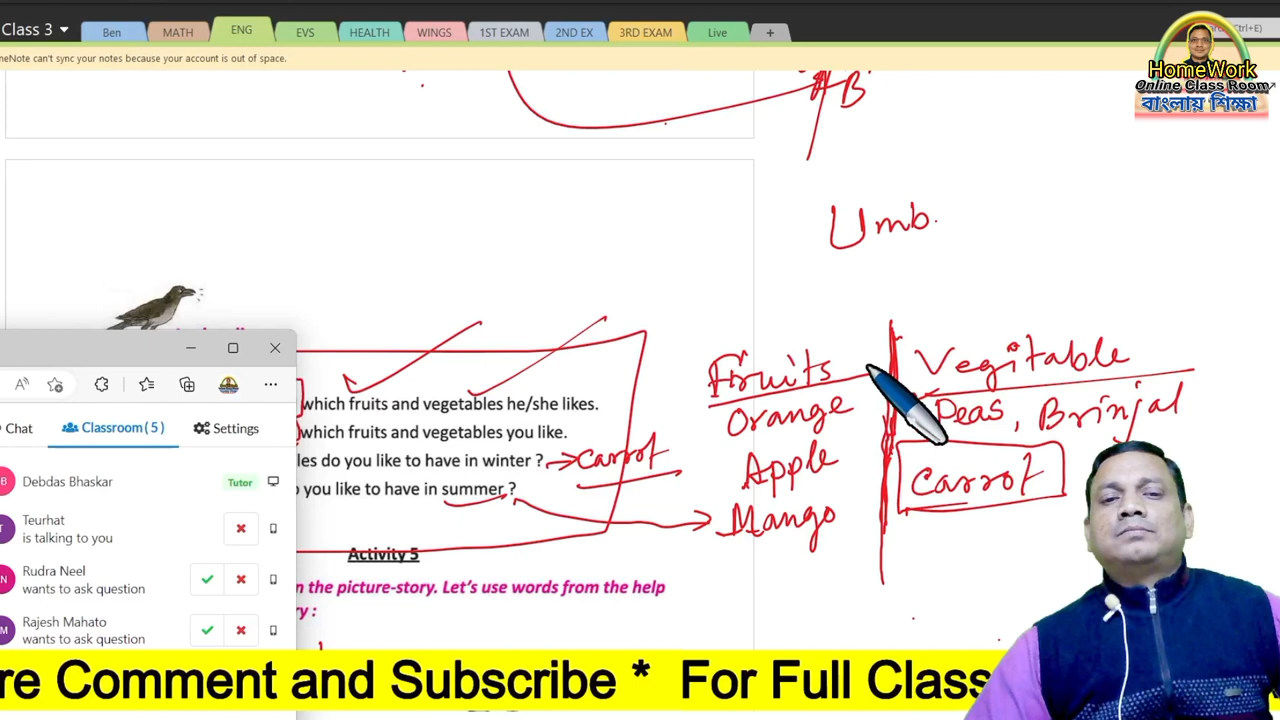 Class 3
Ben
MATH
ENG
EVS
HEALTH
WINGS
1ST EXAM
2ND EX
3RD EXAM
Live
+
Ctrl+E)
neNote can't sync your notes because your account is out of space.
HomeWork
Online Class Room
বাংলায় শিক্ষা
B
Umb.
Fruits
Vegitable
Orange
Peas, Brinjal
Apple
Carrot
Mango
which fruits and vegetables he/she likes.
which fruits and vegetables you like.
les do you like to have in winter ?
→ carrot
you like to have in summer ?
Activity 5
n the picture-story. Let's use words from the help
ry :
Chat
Classroom (5)
Settings
Debdas Bhaskar
Tutor
Teurhat
is talking to you
Rudra Neel
wants to ask question
Rajesh Mahato
wants to ask question
re Comment and Subscribe * For Full Class